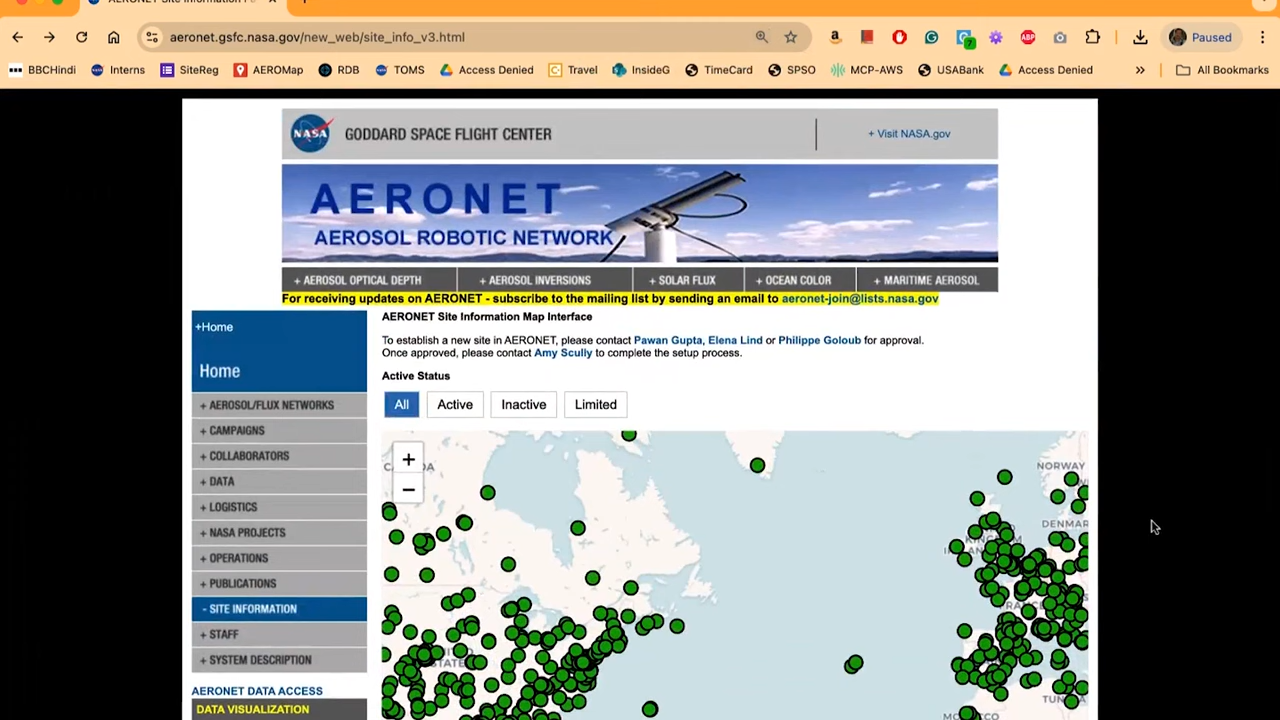 aeronet.gsfc.nasa.gov/new_web/site_info_v3.html
Paused
BBCHindi Interns SiteReg AEROMap RDB TOMS Access Denied Travel InsideG TimeCard SPSO MCP-AWS USABank Access Denied » All Bookmarks
NASA GODDARD SPACE FLIGHT CENTER + Visit NASA.gov
AERONET
AEROSOL ROBOTIC NETWORK
+ AEROSOL OPTICAL DEPTH + AEROSOL INVERSIONS + SOLAR FLUX + OCEAN COLOR + MARITIME AEROSOL
For receiving updates on AERONET - subscribe to the mailing list by sending an email to aeronet-join@lists.nasa.gov
+Home
Home
+ AEROSOL/FLUX NETWORKS
+ CAMPAIGNS
+ COLLABORATORS
+ DATA
+ LOGISTICS
+ NASA PROJECTS
+ OPERATIONS
+ PUBLICATIONS
- SITE INFORMATION
+ STAFF
+ SYSTEM DESCRIPTION
AERONET DATA ACCESS
DATA VISUALIZATION
AERONET Site Information Map Interface
To establish a new site in AERONET, please contact Pawan Gupta, Elena Lind or Philippe Goloub for approval.
Once approved, please contact Amy Scully to complete the setup process.
Active Status
All Active Inactive Limited
+
−
NORWAY
DENMAR